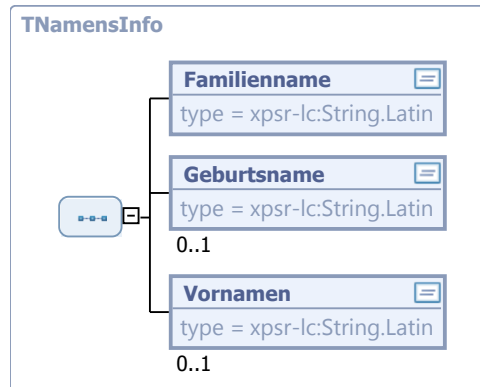 TNamensInfo
Familienname
type = xpsr-lc:String.Latin
Geburtsname
type = xpsr-lc:String.Latin
0..1
Vornamen
type = xpsr-lc:String.Latin
0..1